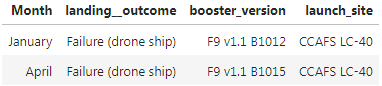 Month landing__outcome booster_version launch_site
January Failure (drone ship) F9 v1.1 B1012 CCAFS LC-40
April Failure (drone ship) F9 v1.1 B1015 CCAFS LC-40